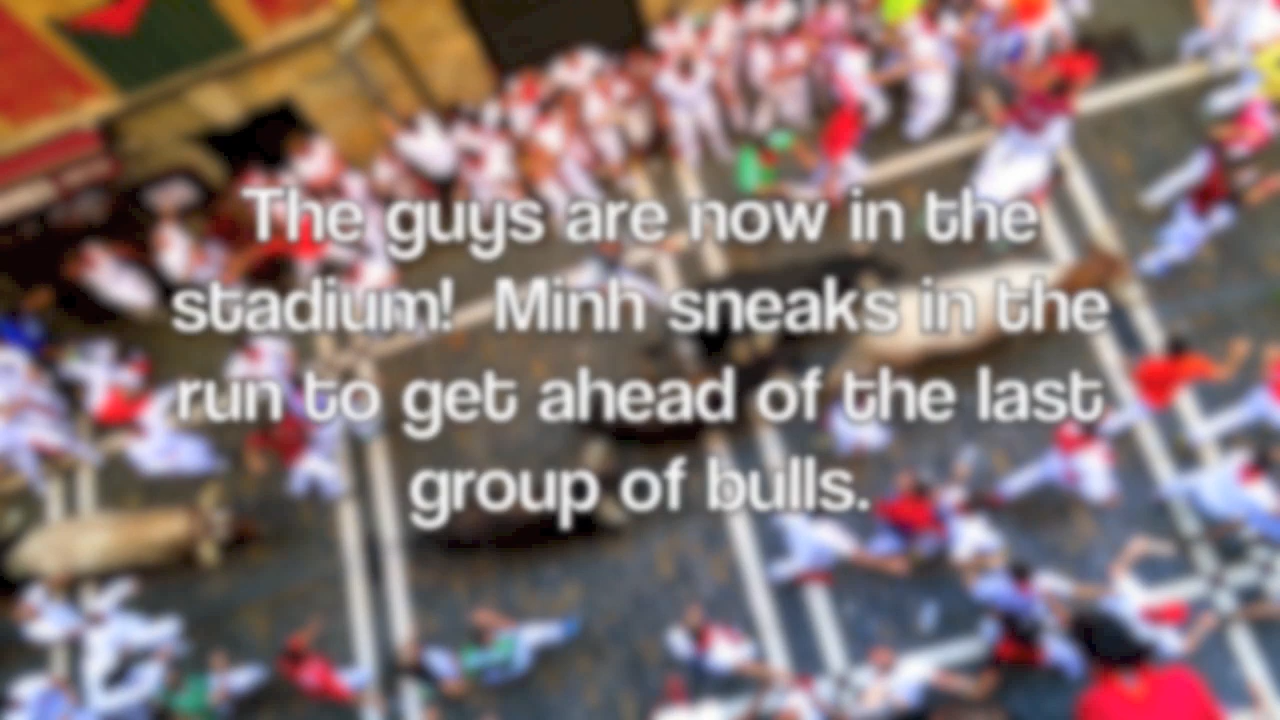 The guys are now in the
stadium!  Minh sneaks in the
run to get ahead of the last
group of bulls.